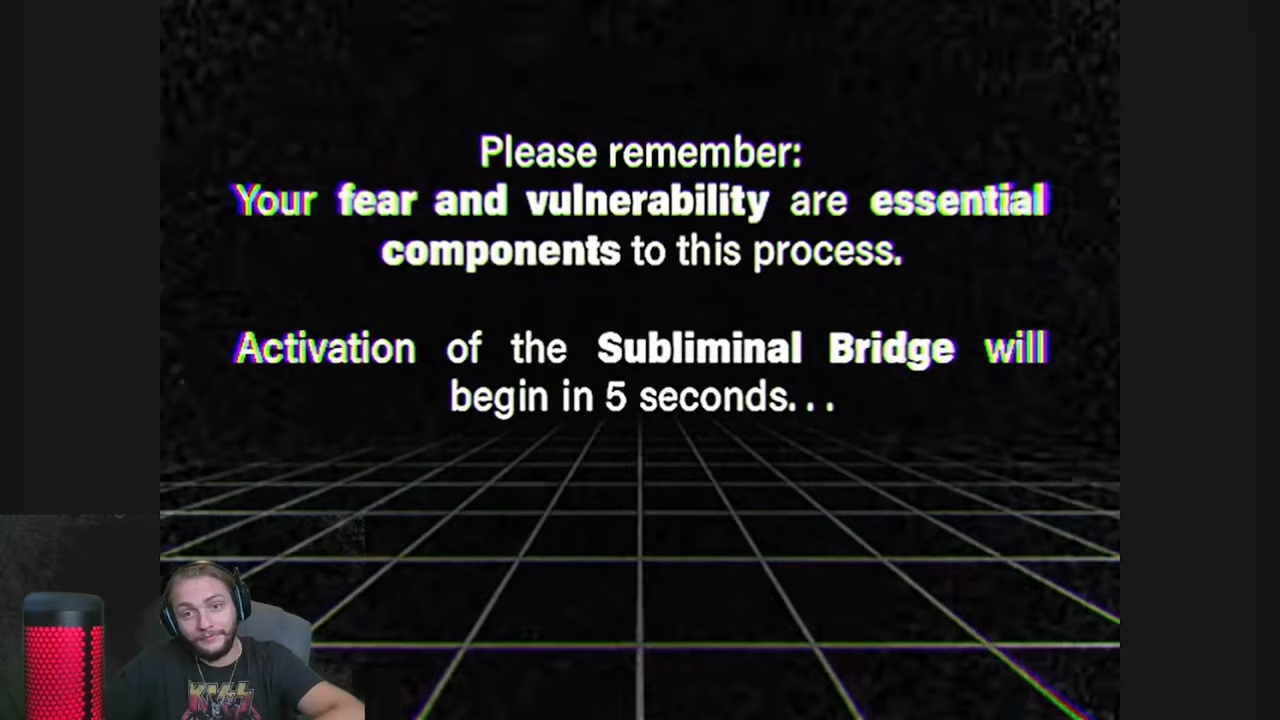 Please remember:
Your fear and vulnerability are essential
components to this process.
Activation of the Subliminal Bridge will
begin in 5 seconds. . .
KISS